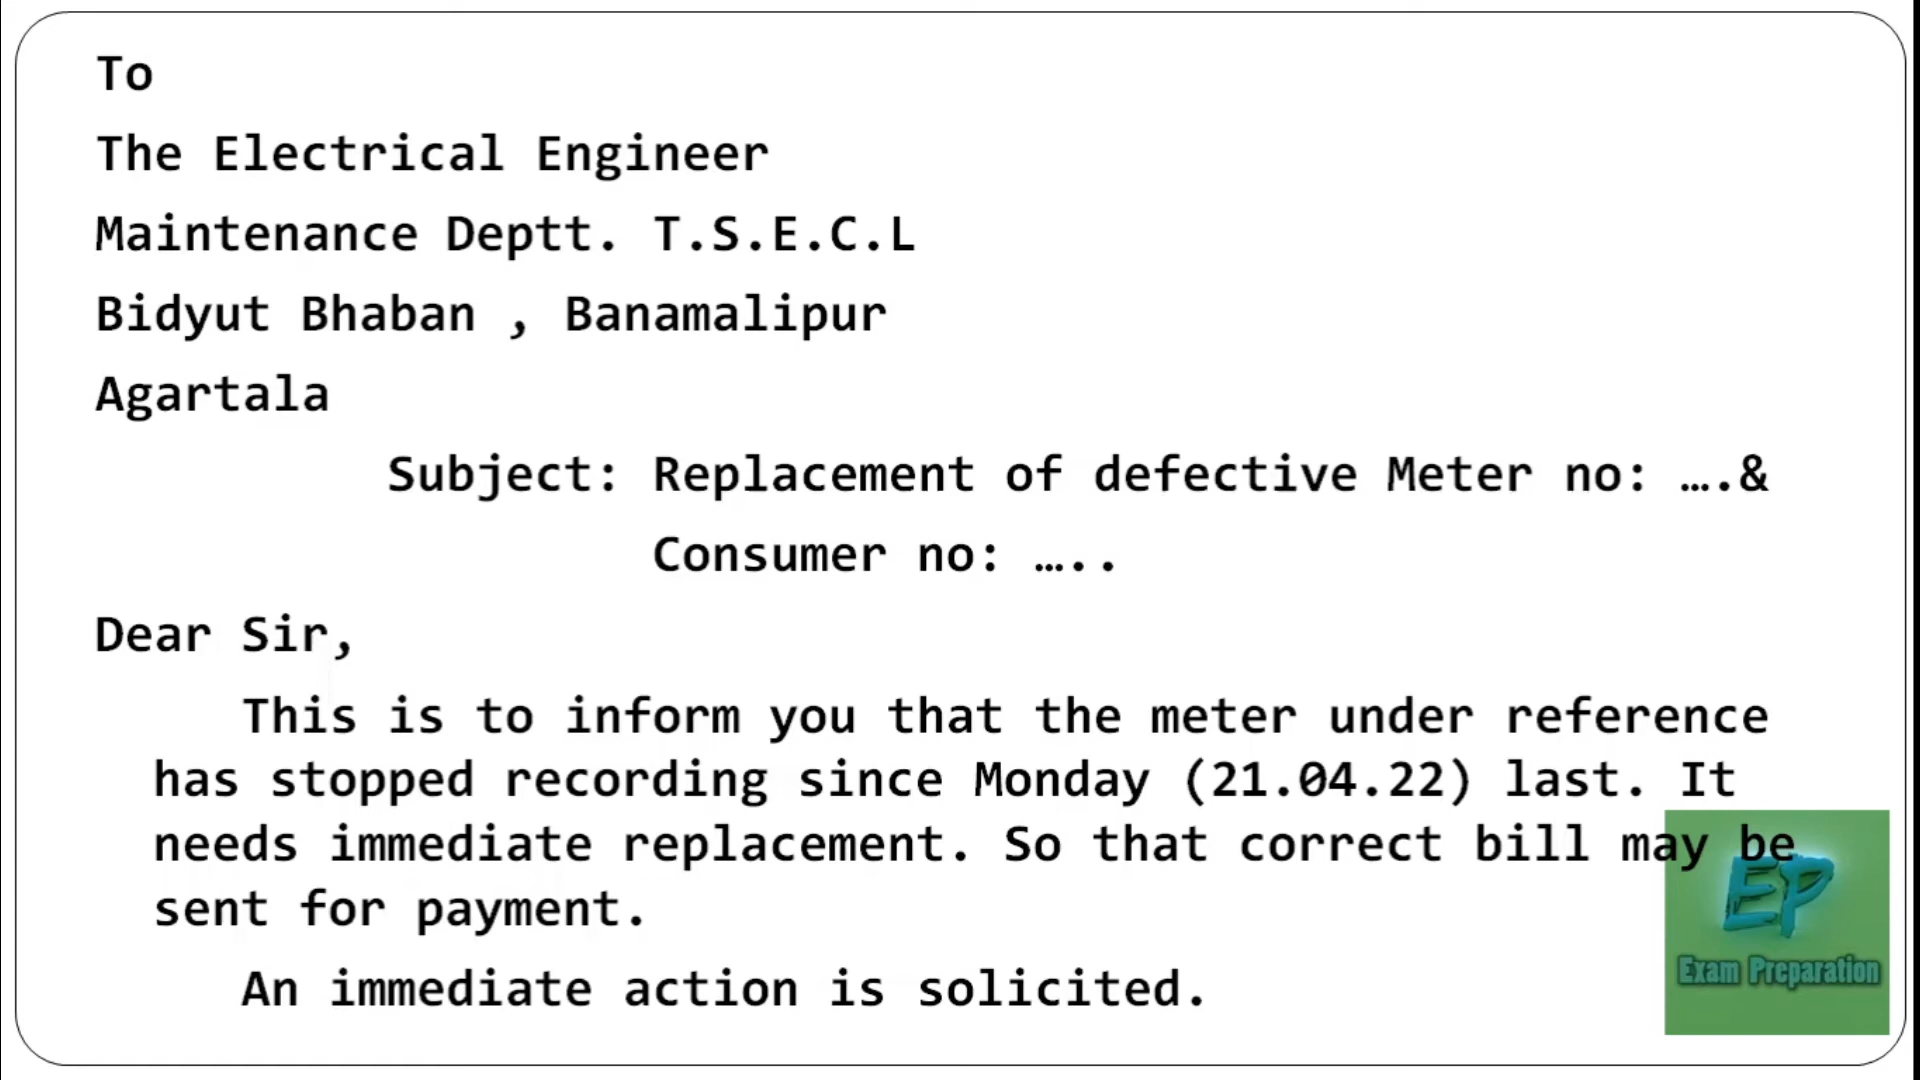 To
The Electrical Engineer
Maintenance Deptt. T.S.E.C.L
Bidyut Bhaban , Banamalipur
Agartala
Subject: Replacement of defective Meter no: ….&
Consumer no: …..
Dear Sir,
This is to inform you that the meter under reference
has stopped recording since Monday (21.04.22) last. It
needs immediate replacement. So that correct bill may be
sent for payment.
An immediate action is solicited.
EP
Exam Preparation